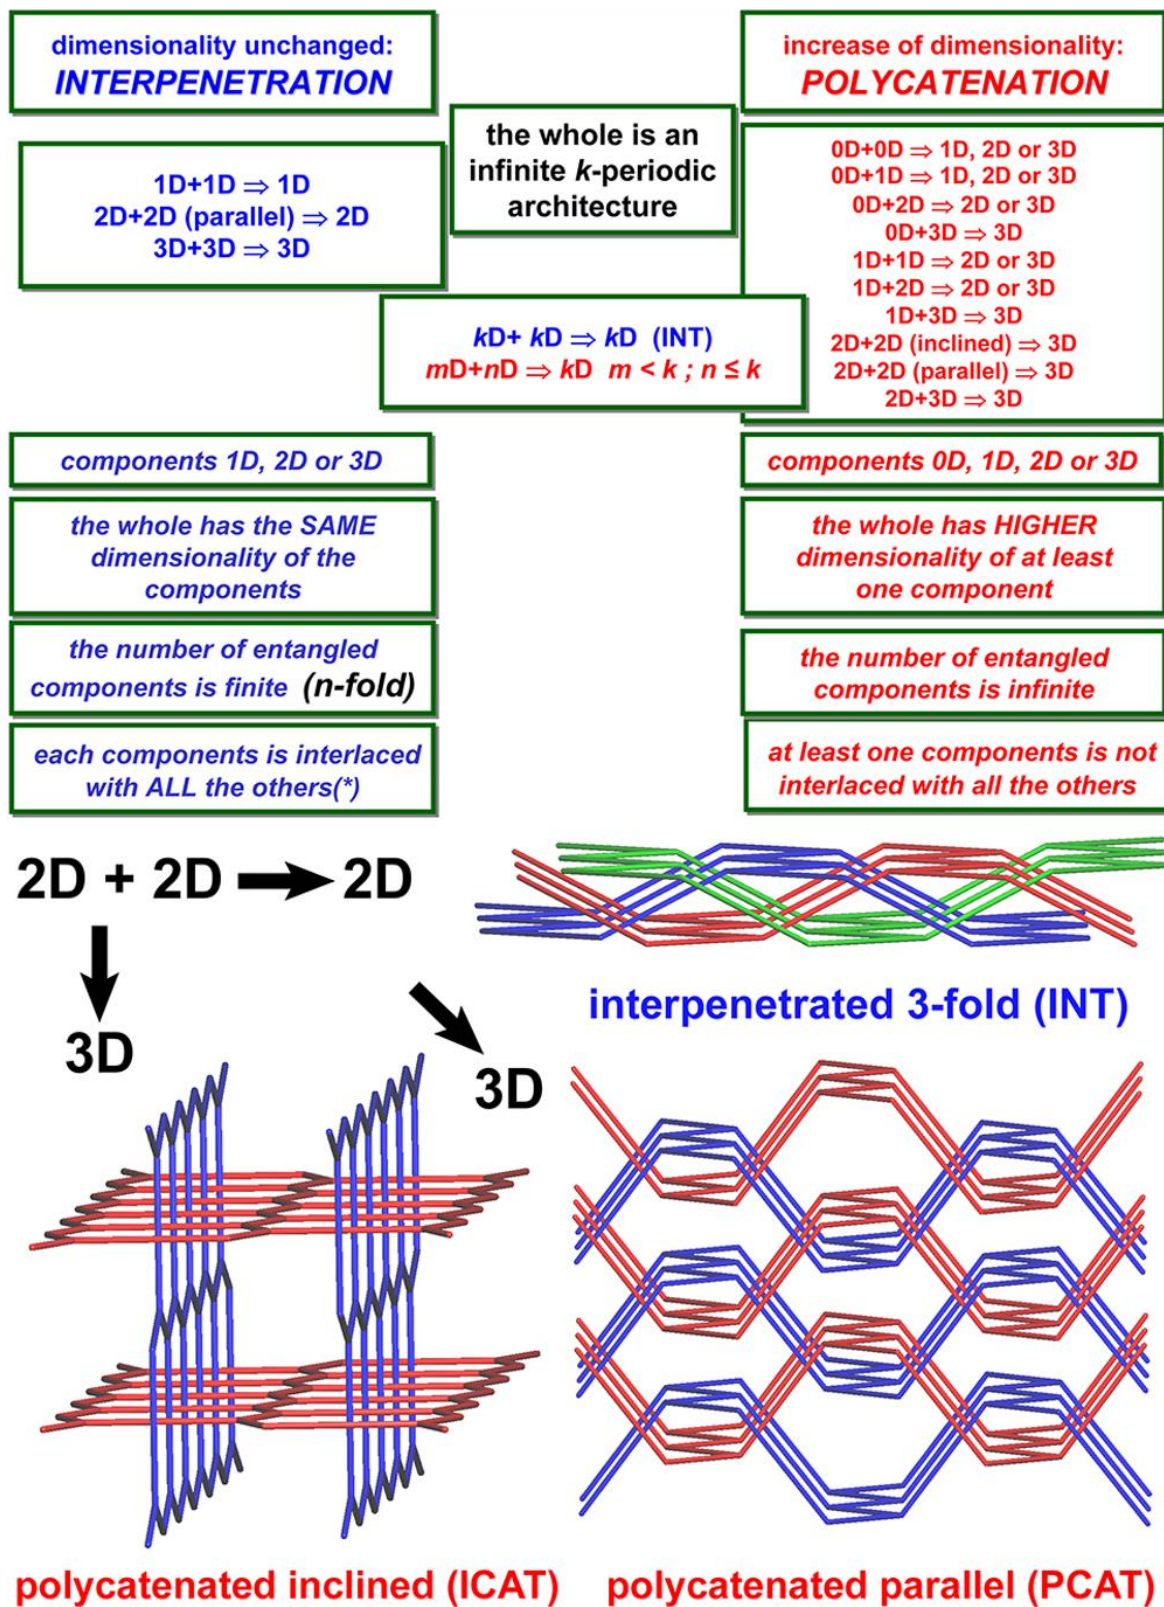 dimensionality unchanged:
INTERPENETRATION
increase of dimensionality:
POLYCATENATION
the whole is an
infinite k-periodic
architecture
1D+1D ⇒ 1D
2D+2D (parallel) ⇒ 2D
3D+3D ⇒ 3D
0D+0D ⇒ 1D, 2D or 3D
0D+1D ⇒ 1D, 2D or 3D
0D+2D ⇒ 2D or 3D
0D+3D ⇒ 3D
1D+1D ⇒ 2D or 3D
1D+2D ⇒ 2D or 3D
1D+3D ⇒ 3D
2D+2D (inclined) ⇒ 3D
2D+2D (parallel) ⇒ 3D
2D+3D ⇒ 3D
kD+ kD ⇒ kD (INT)
mD+nD ⇒ kD m < k ; n ≤ k
components 1D, 2D or 3D
components 0D, 1D, 2D or 3D
the whole has the SAME
dimensionality of the
components
the whole has HIGHER
dimensionality of at least
one component
the number of entangled
components is finite (n-fold)
the number of entangled
components is infinite
each components is interlaced
with ALL the others(*)
at least one components is not
interlaced with all the others
2D + 2D 2D
interpenetrated 3-fold (INT)
3D
3D
polycatenated inclined (ICAT)
polycatenated parallel (PCAT)